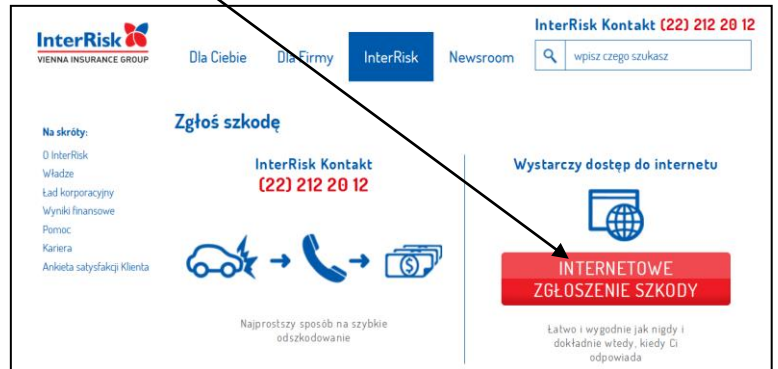 InterRisk Kontakt (22) 212 20 12
InterRisk
VIENNA INSURANCE GROUP
Dla Ciebie Dla Firmy InterRisk Newsroom
wpisz czego szukasz
Zgłoś szkodę
Na skróty:
O InterRisk
Władze
Ład korporacyjny
Wyniki finansowe
Pomoc
Kariera
Ankieta satysfakcji Klienta
InterRisk Kontakt
(22) 212 20 12
Najprostszy sposób na szybkie
odszkodowanie
Wystarczy dostęp do internetu
INTERNETOWE
ZGŁOSZENIE SZKODY
Łatwo i wygodnie jak nigdy i
dokładnie wtedy, kiedy Ci
odpowiada